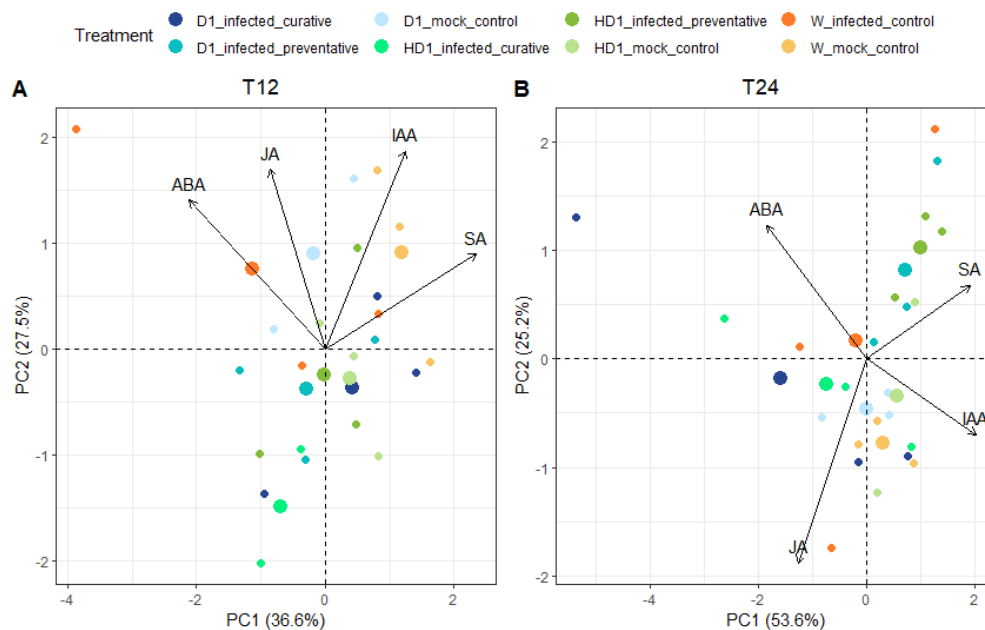 Treatment
D1_infected_curative D1_mock_control HD1_infected_preventative W_infected_control
D1_infected_preventative HD1_infected_curative HD1_mock_control W_mock_control
A T12 B T24
IAA
JA
ABA
SA
PC2 (27.5%)
2
1
0
-1
-2
-4 -2 0 2
PC1 (36.6%)
ABA
SA
IAA
JA
PC2 (25.2%)
2
1
0
-1
-2
-4 -2 0 2
PC1 (53.6%)